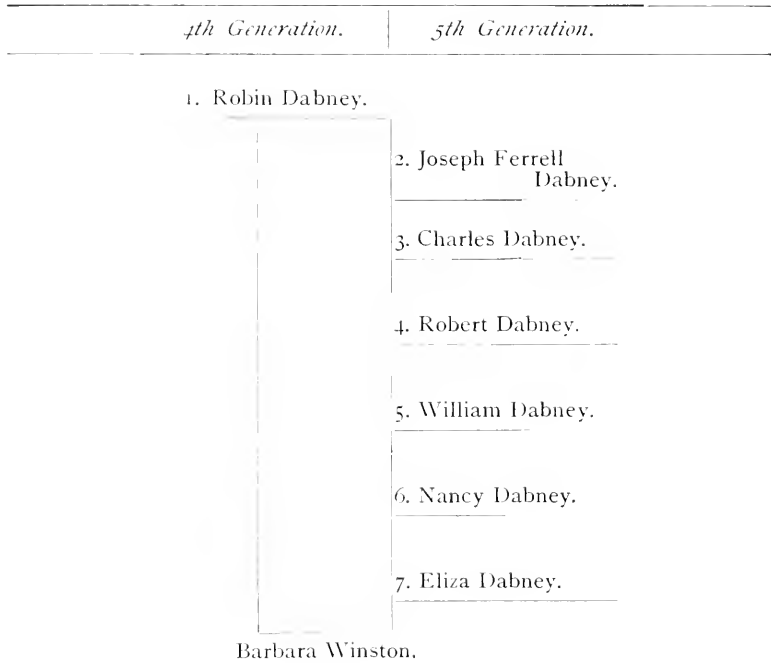 4th Generation. 5th Generation.
1. Robin Dabney.
2. Joseph Ferrell
Dabney.
3. Charles Dabney.
4. Robert Dabney.
5. William Dabney.
6. Nancy Dabney.
7. Eliza Dabney.
Barbara Winston.